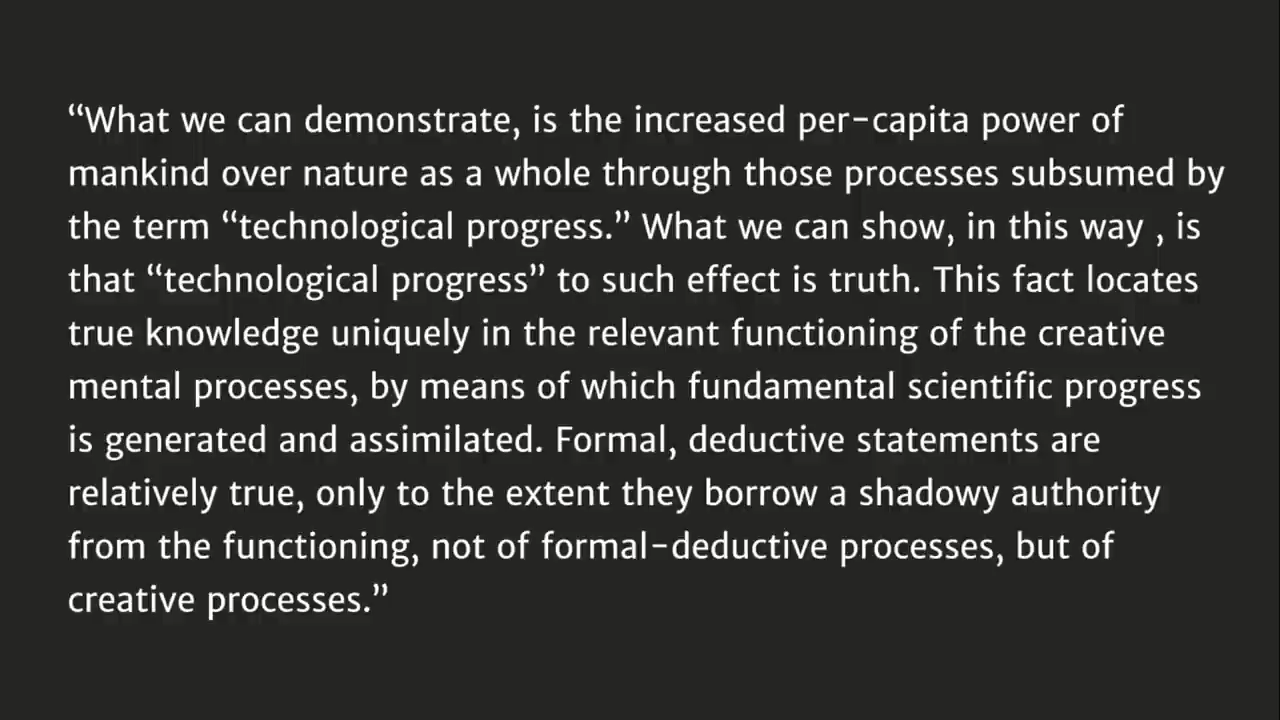 “What we can demonstrate, is the increased per-capita power of
mankind over nature as a whole through those processes subsumed by
the term “technological progress.” What we can show, in this way , is
that “technological progress” to such effect is truth. This fact locates
true knowledge uniquely in the relevant functioning of the creative
mental processes, by means of which fundamental scientific progress
is generated and assimilated. Formal, deductive statements are
relatively true, only to the extent they borrow a shadowy authority
from the functioning, not of formal-deductive processes, but of
creative processes.”